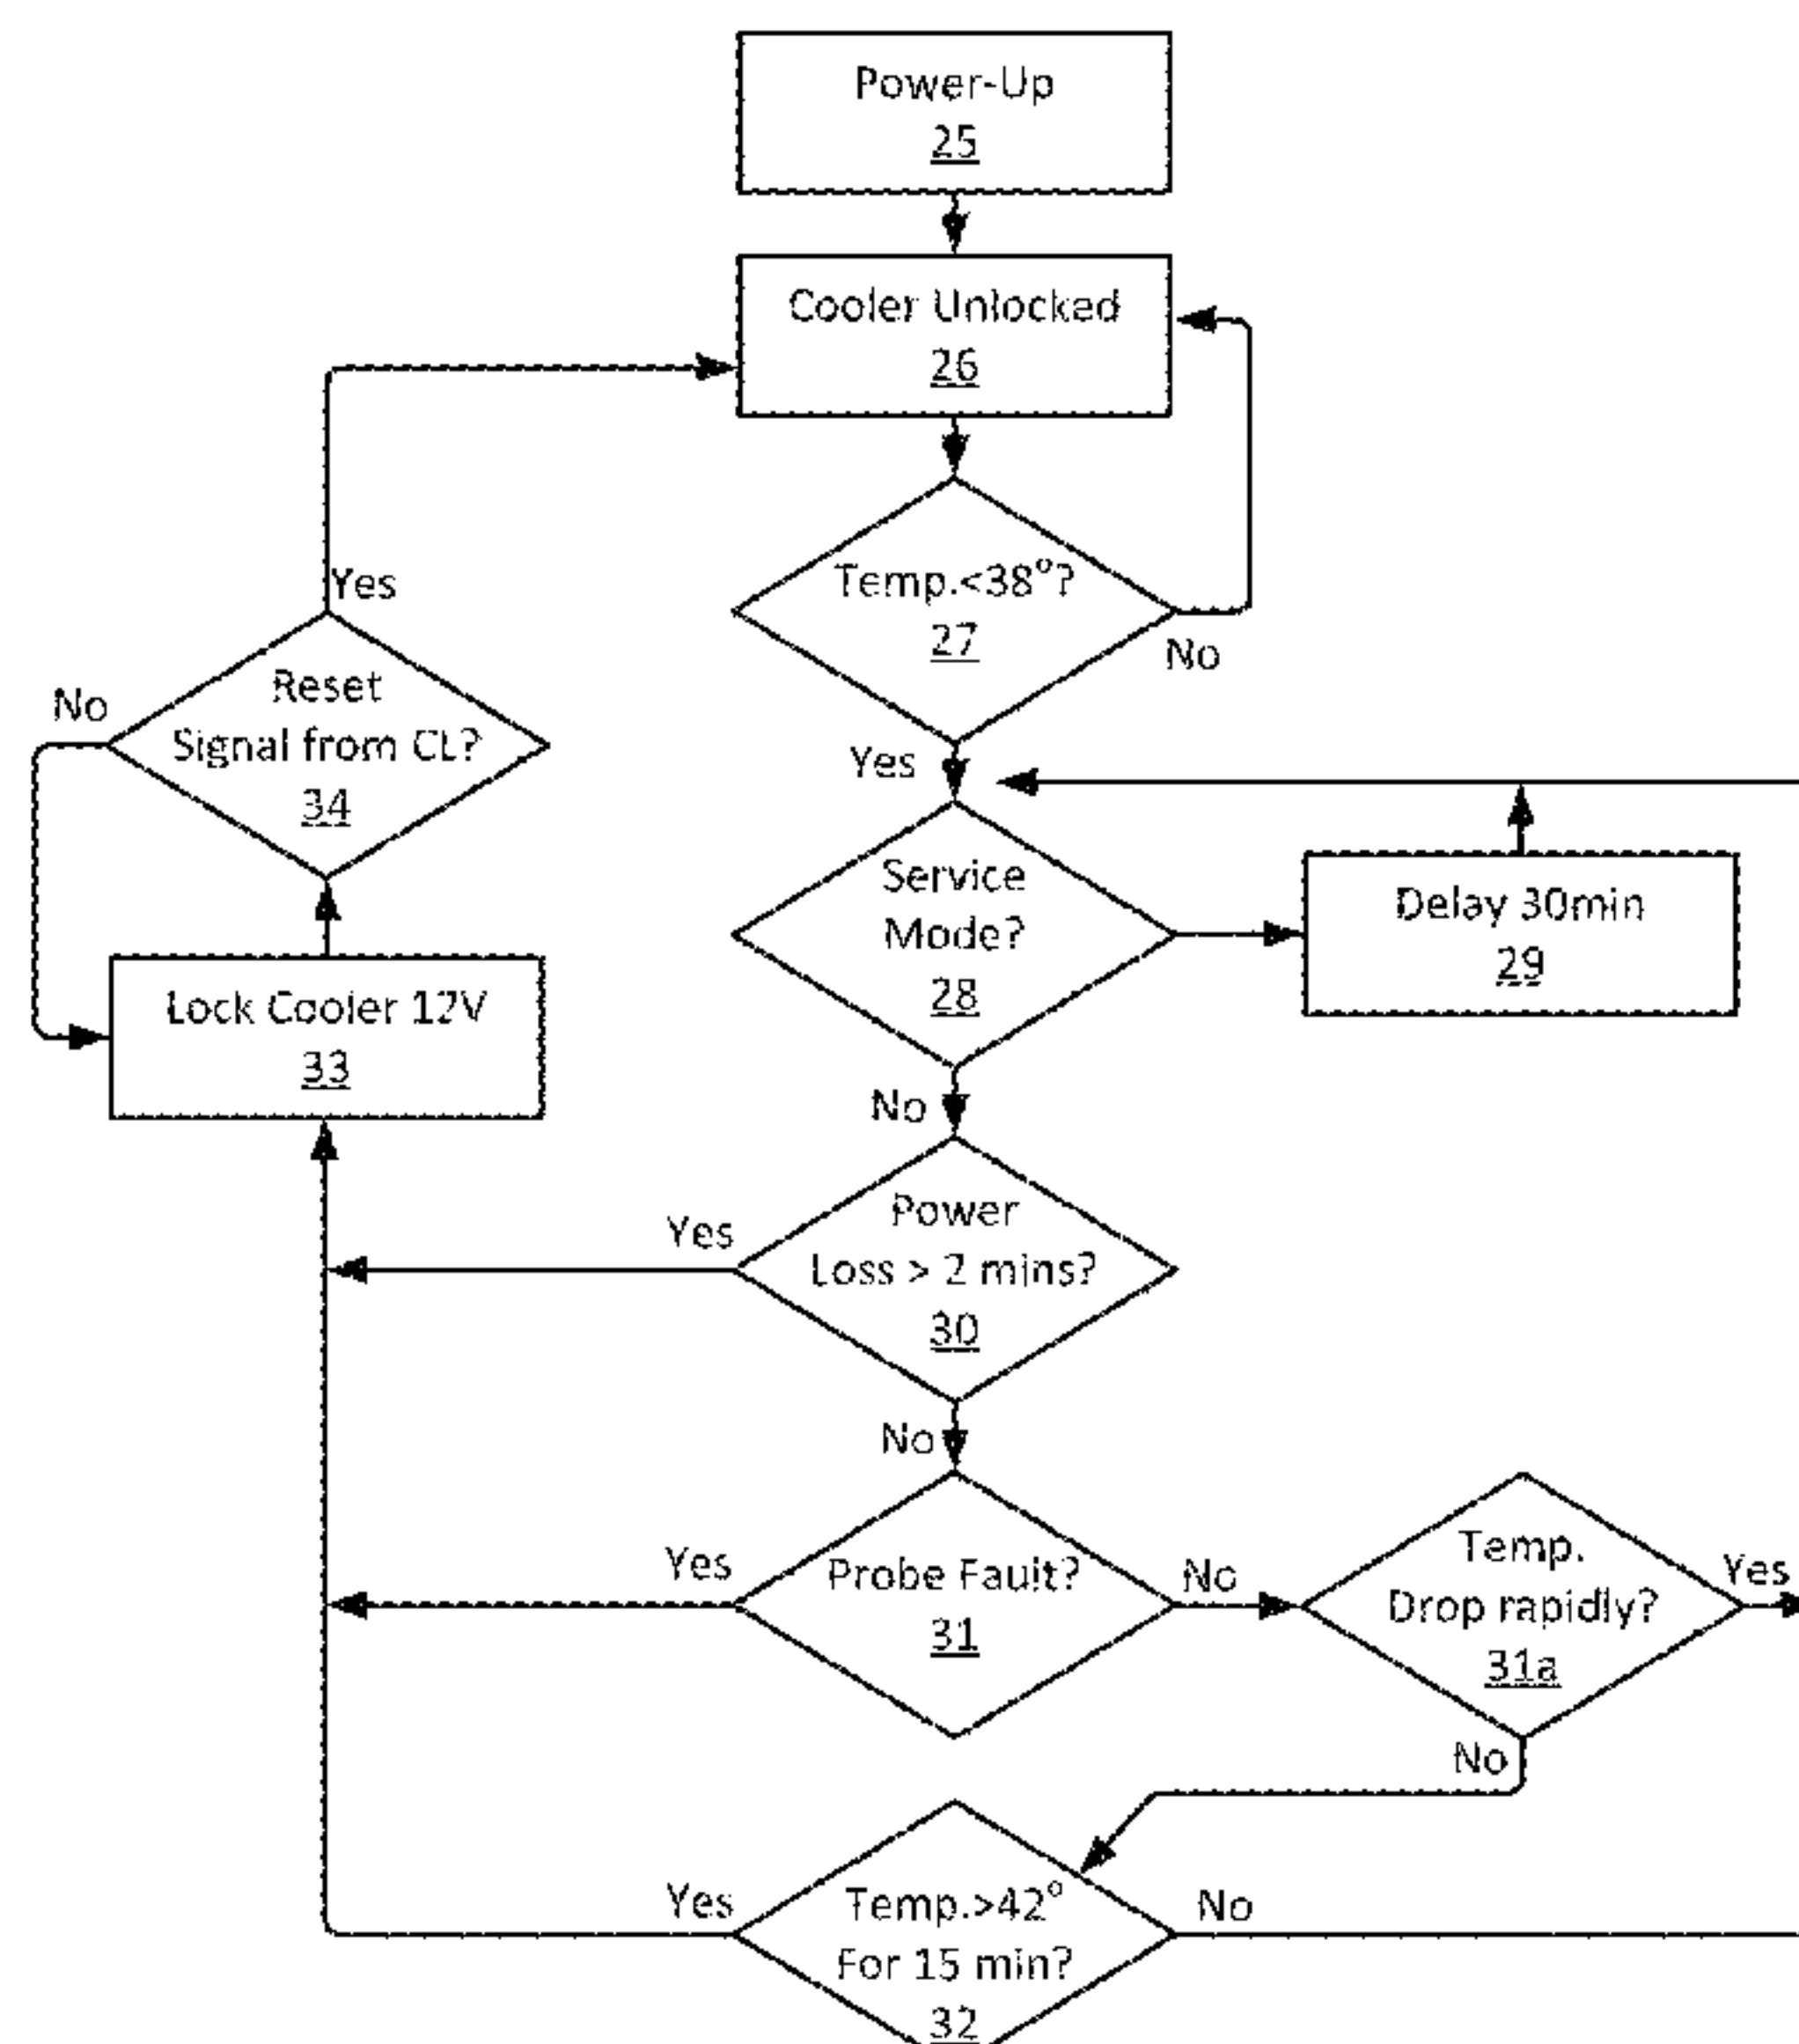 Power-Up
25
Cooler Unlocked
26
Temp.<38°?
27
No
Yes
Yes
Reset
Signal from CL?
34
No
Service
Mode?
28
Delay 30min
29
Lock Cooler 12V
33
No
Power
Loss > 2 mins?
30
Yes
No
Probe Fault?
31
Yes
No
Temp.
Drop rapidly?
31a
Yes
No
Temp.>42°
For 15 min?
32
Yes
No